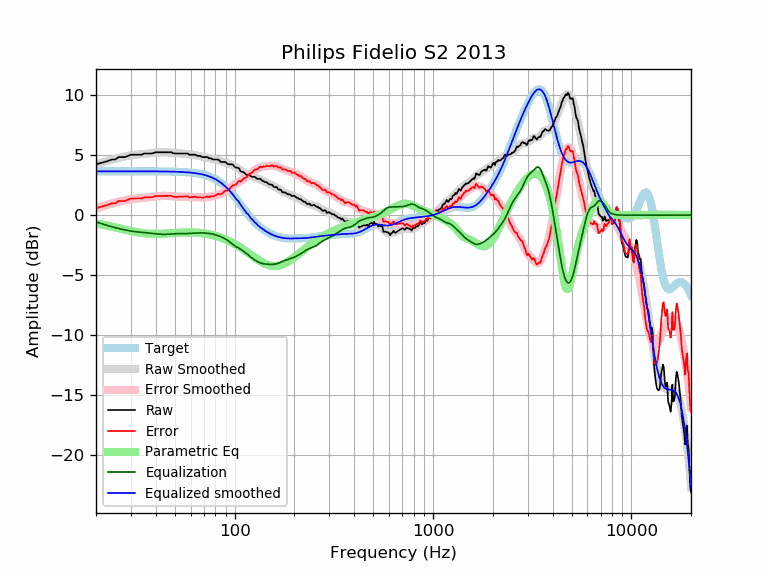 Philips Fidelio S2 2013
Amplitude (dBr)
10
5
0
−5
−10
−15
−20
Target
Raw Smoothed
Error Smoothed
Raw
Error
Parametric Eq
Equalization
Equalized smoothed
100 1000 10000
Frequency (Hz)